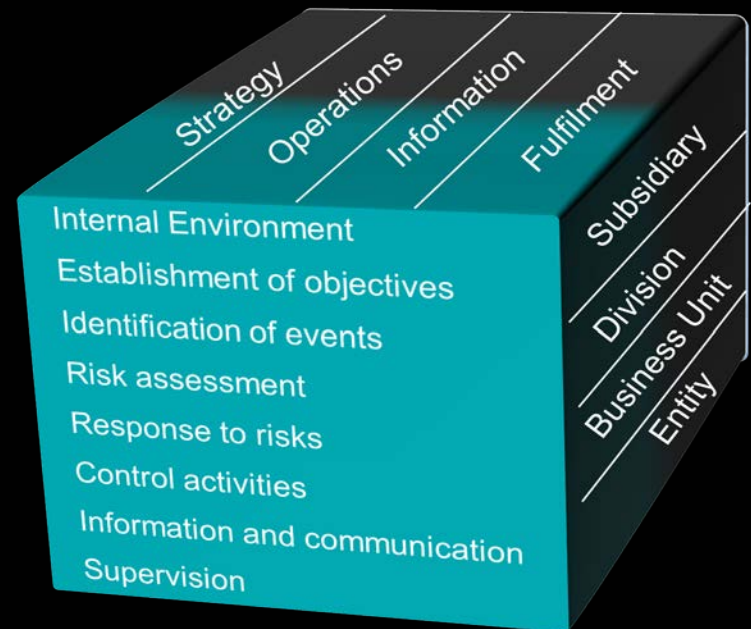 Strategy
Operations
Information
Fulfilment
Internal Environment
Establishment of objectives
Identification of events
Risk assessment
Response to risks
Control activities
Information and communication
Supervision
Subsidiary
Division
Business Unit
Entity